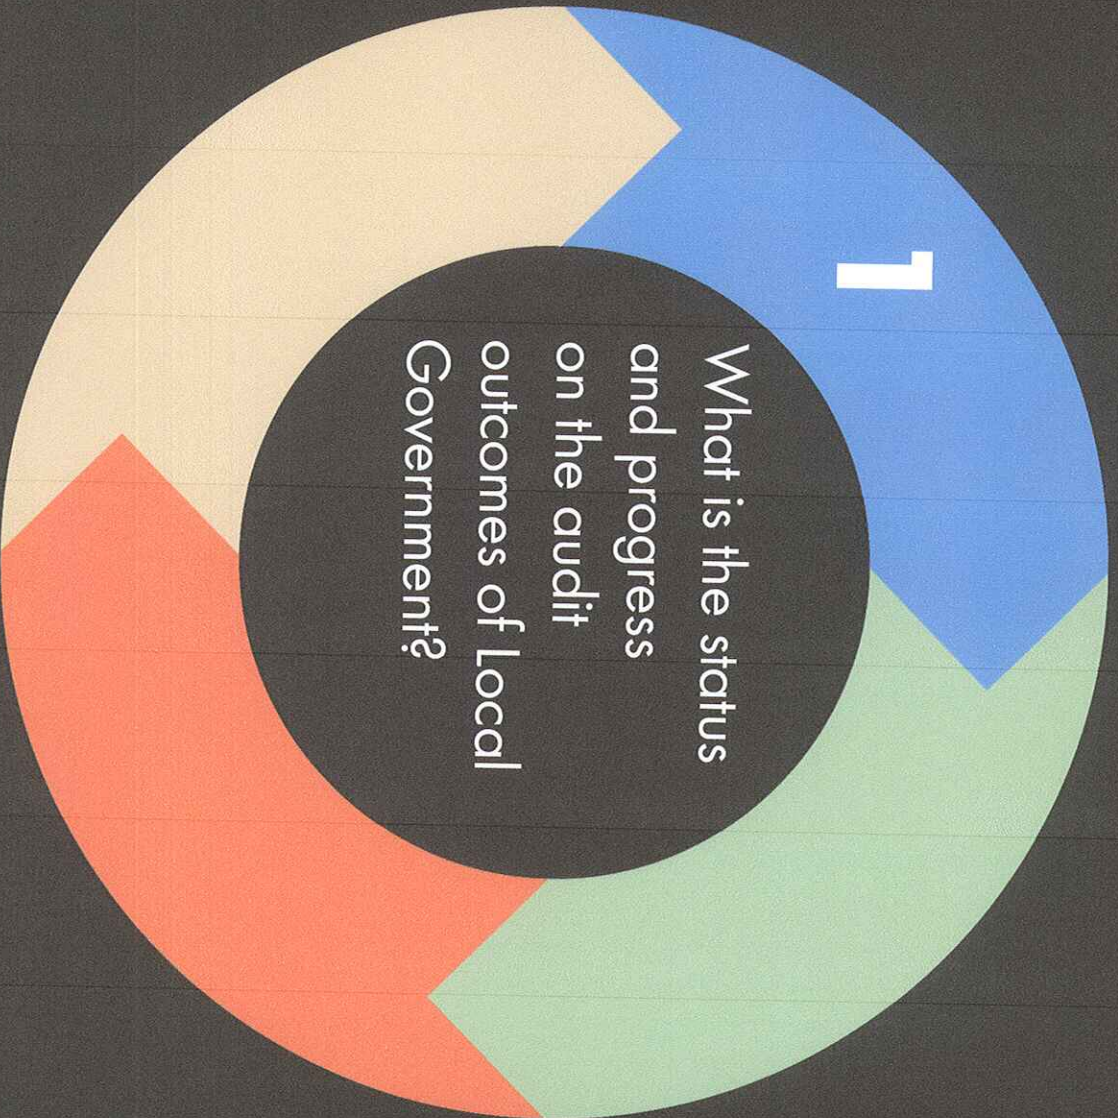 1
What is the status
and progress
on the audit
outcomes of Local
Government?